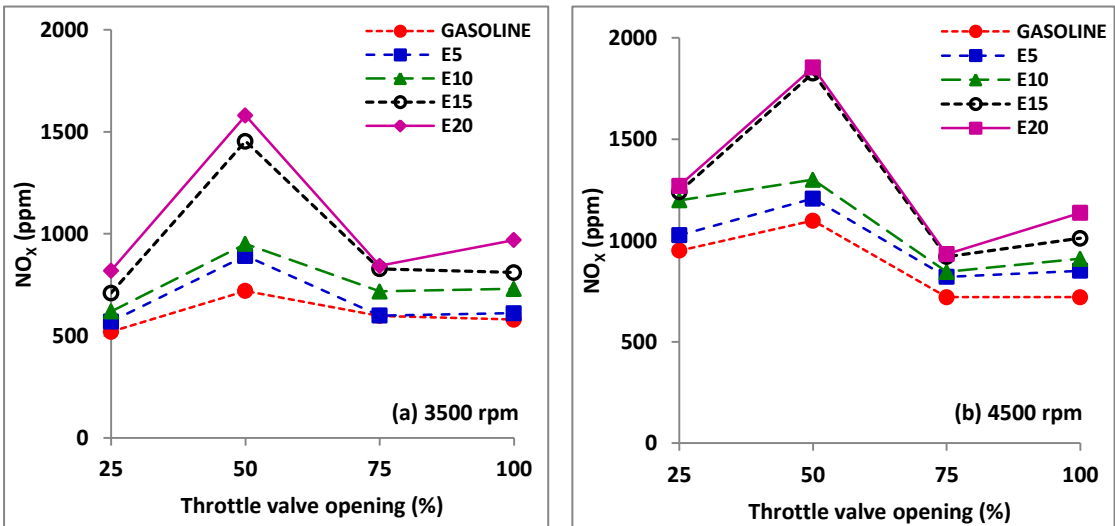 2000
1500
1000
500
0
NOX (ppm)
GASOLINE
E5
E10
E15
E20
(a) 3500 rpm
25 50 75 100
Throttle valve opening (%)
2000
1500
1000
500
0
NOX (ppm)
GASOLINE
E5
E10
E15
E20
(b) 4500 rpm
25 50 75 100
Throttle valve opening (%)